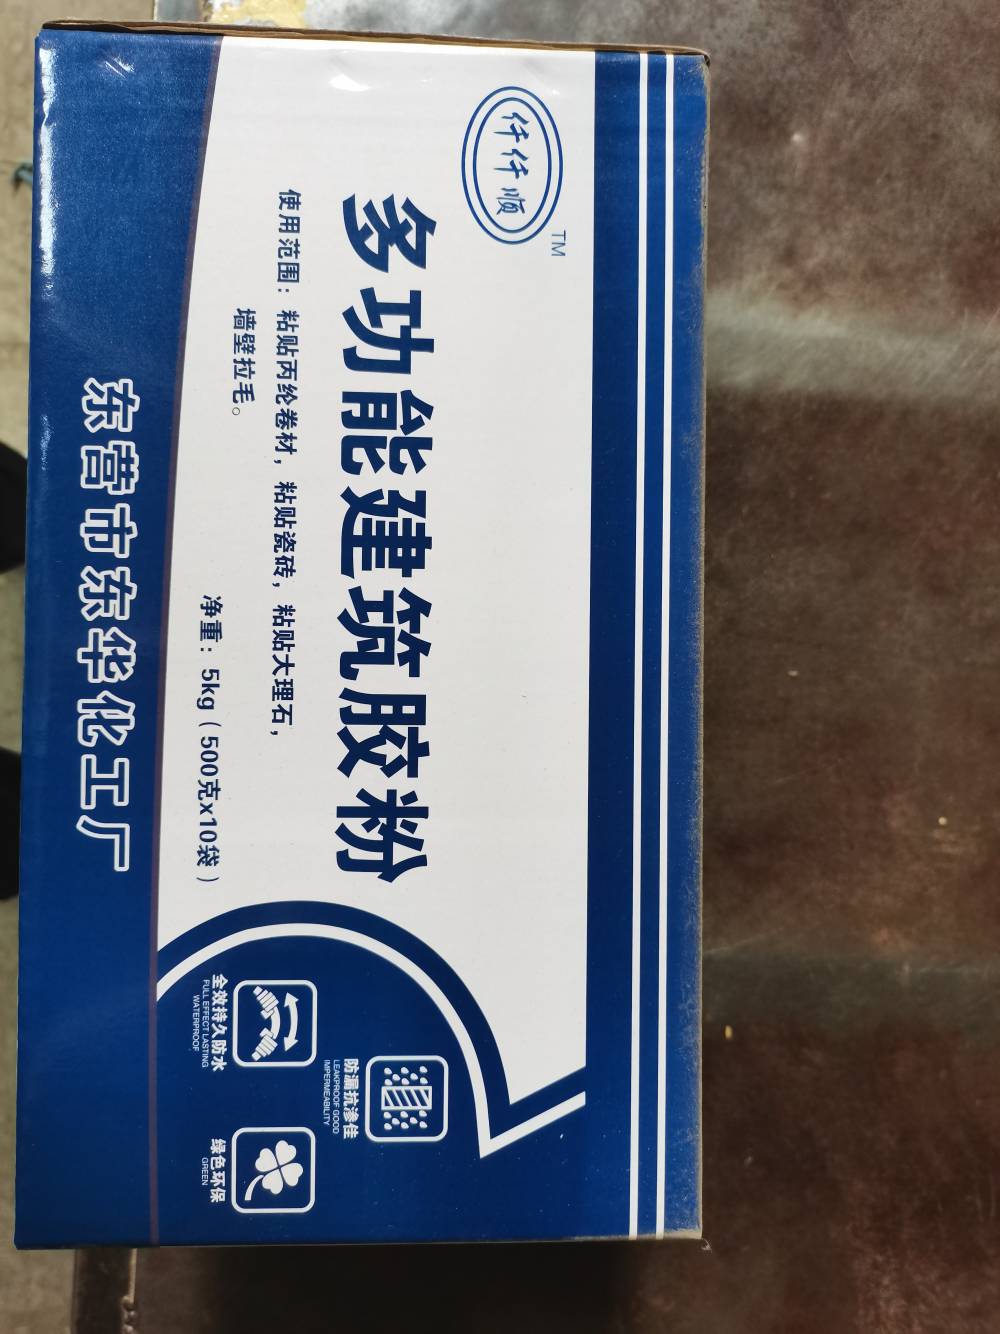 仟仟顺
TM
多功能建筑胶粉
使用范围：粘贴丙纶卷材，粘贴瓷砖，粘贴大理石，
墙壁拉毛。
净重：5kg（500克x10袋）
防漏抗渗佳
LEAKPROOF GOOD
IMPERMEABILITY
全效持久防水
FULL EFFECT LASTING
WATERPROOF
绿色环保
GREEN
东营市东华化工厂